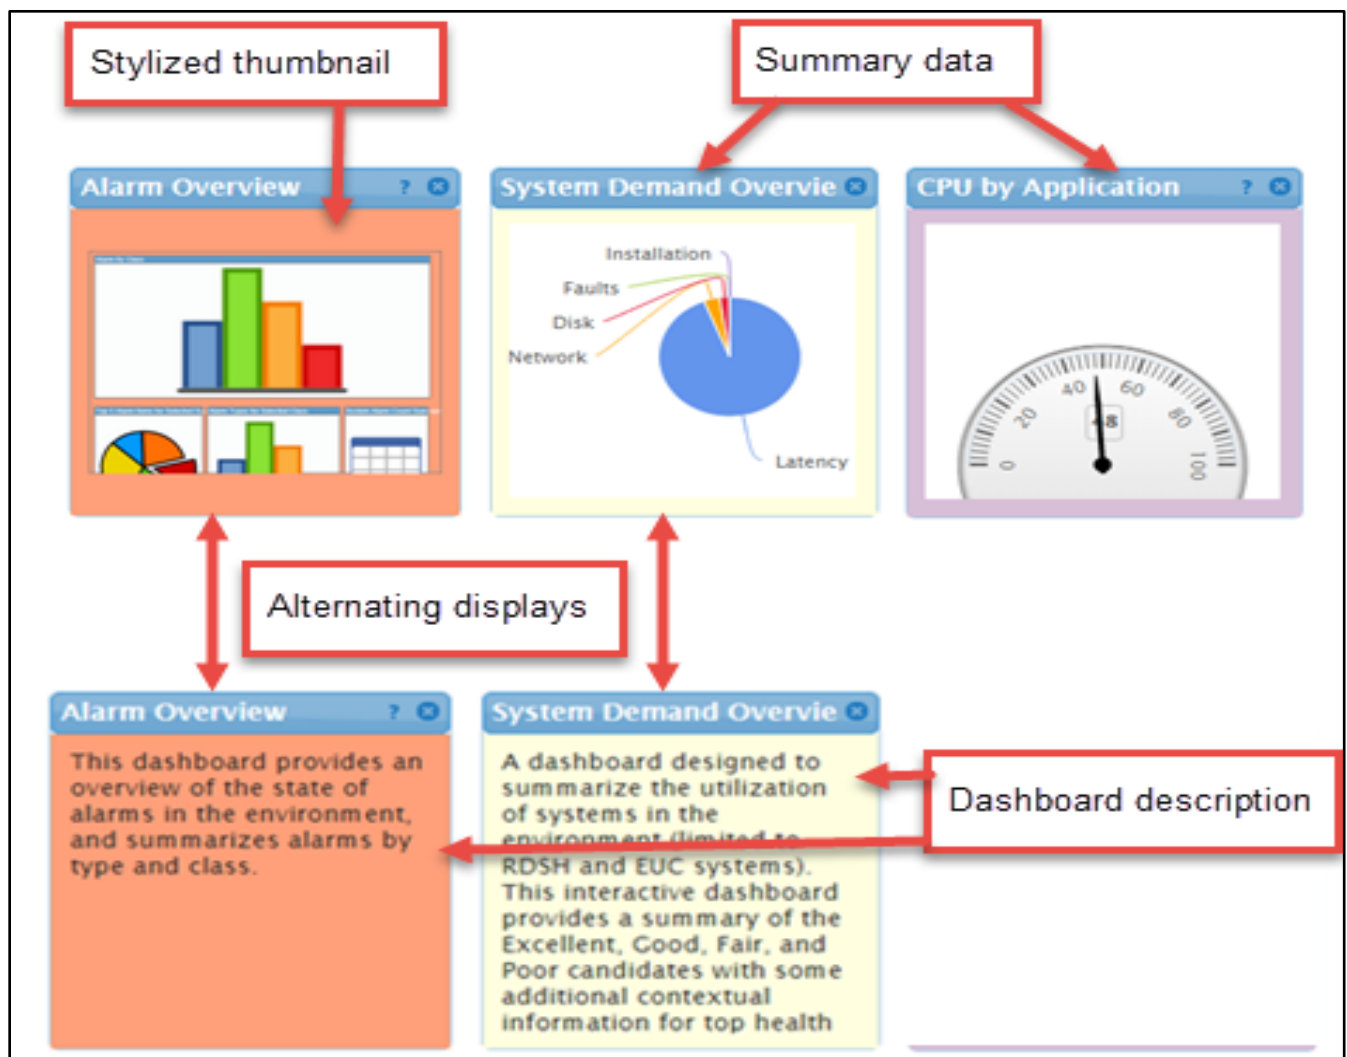 Stylized thumbnail
Summary data
Alarm Overview ?
System Demand Overvie
CPU by Application ?
Installation
Faults
Disk
Network
Latency
0 20 40 60 80 100
Alternating displays
Alarm Overview ?
This dashboard provides an
overview of the state of
alarms in the environment,
and summarizes alarms by
type and class.
System Demand Overvie
A dashboard designed to
summarize the utilization
of systems in the
environment (limited to
RDSH and EUC systems).
This interactive dashboard
provides a summary of the
Excellent, Good, Fair, and
Poor candidates with some
additional contextual
information for top health
Dashboard description